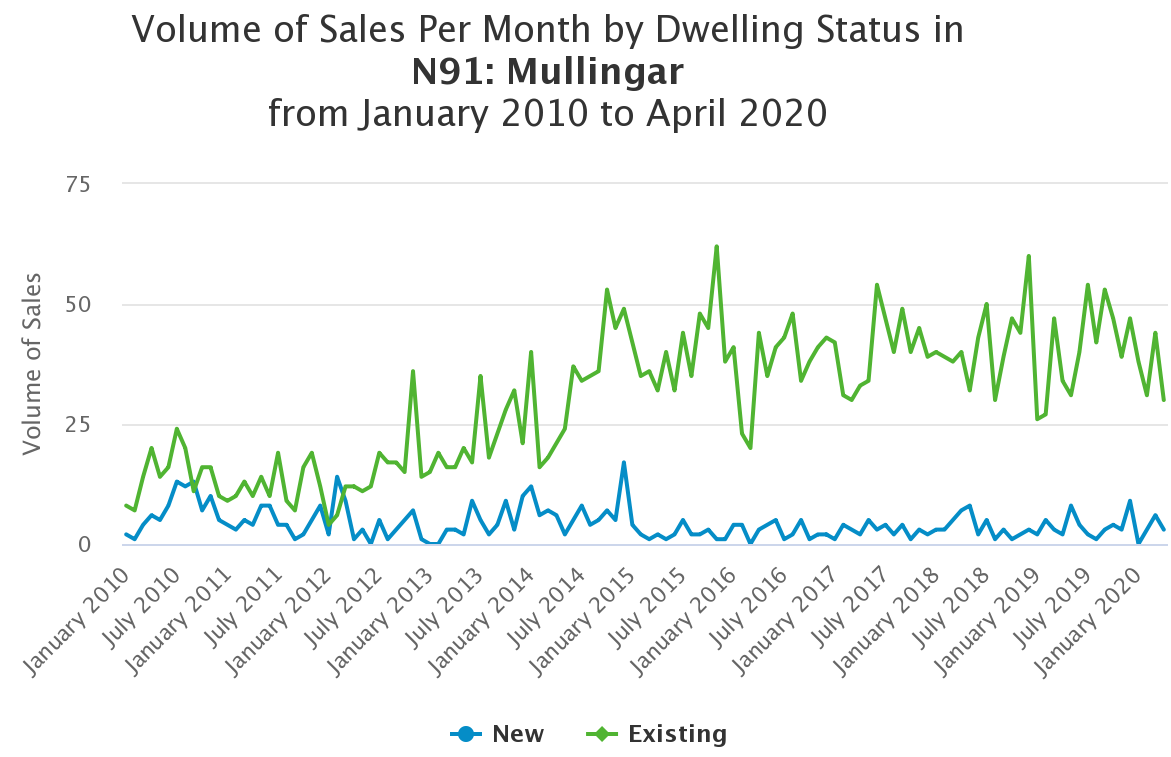 Volume of Sales Per Month by Dwelling Status in
N91: Mullingar
from January 2010 to April 2020
75
50
25
0
Volume of Sales
January 2010
July 2010
January 2011
July 2011
January 2012
July 2012
January 2013
July 2013
January 2014
July 2014
January 2015
July 2015
January 2016
July 2016
January 2017
July 2017
January 2018
July 2018
January 2019
July 2019
January 2020
New
Existing